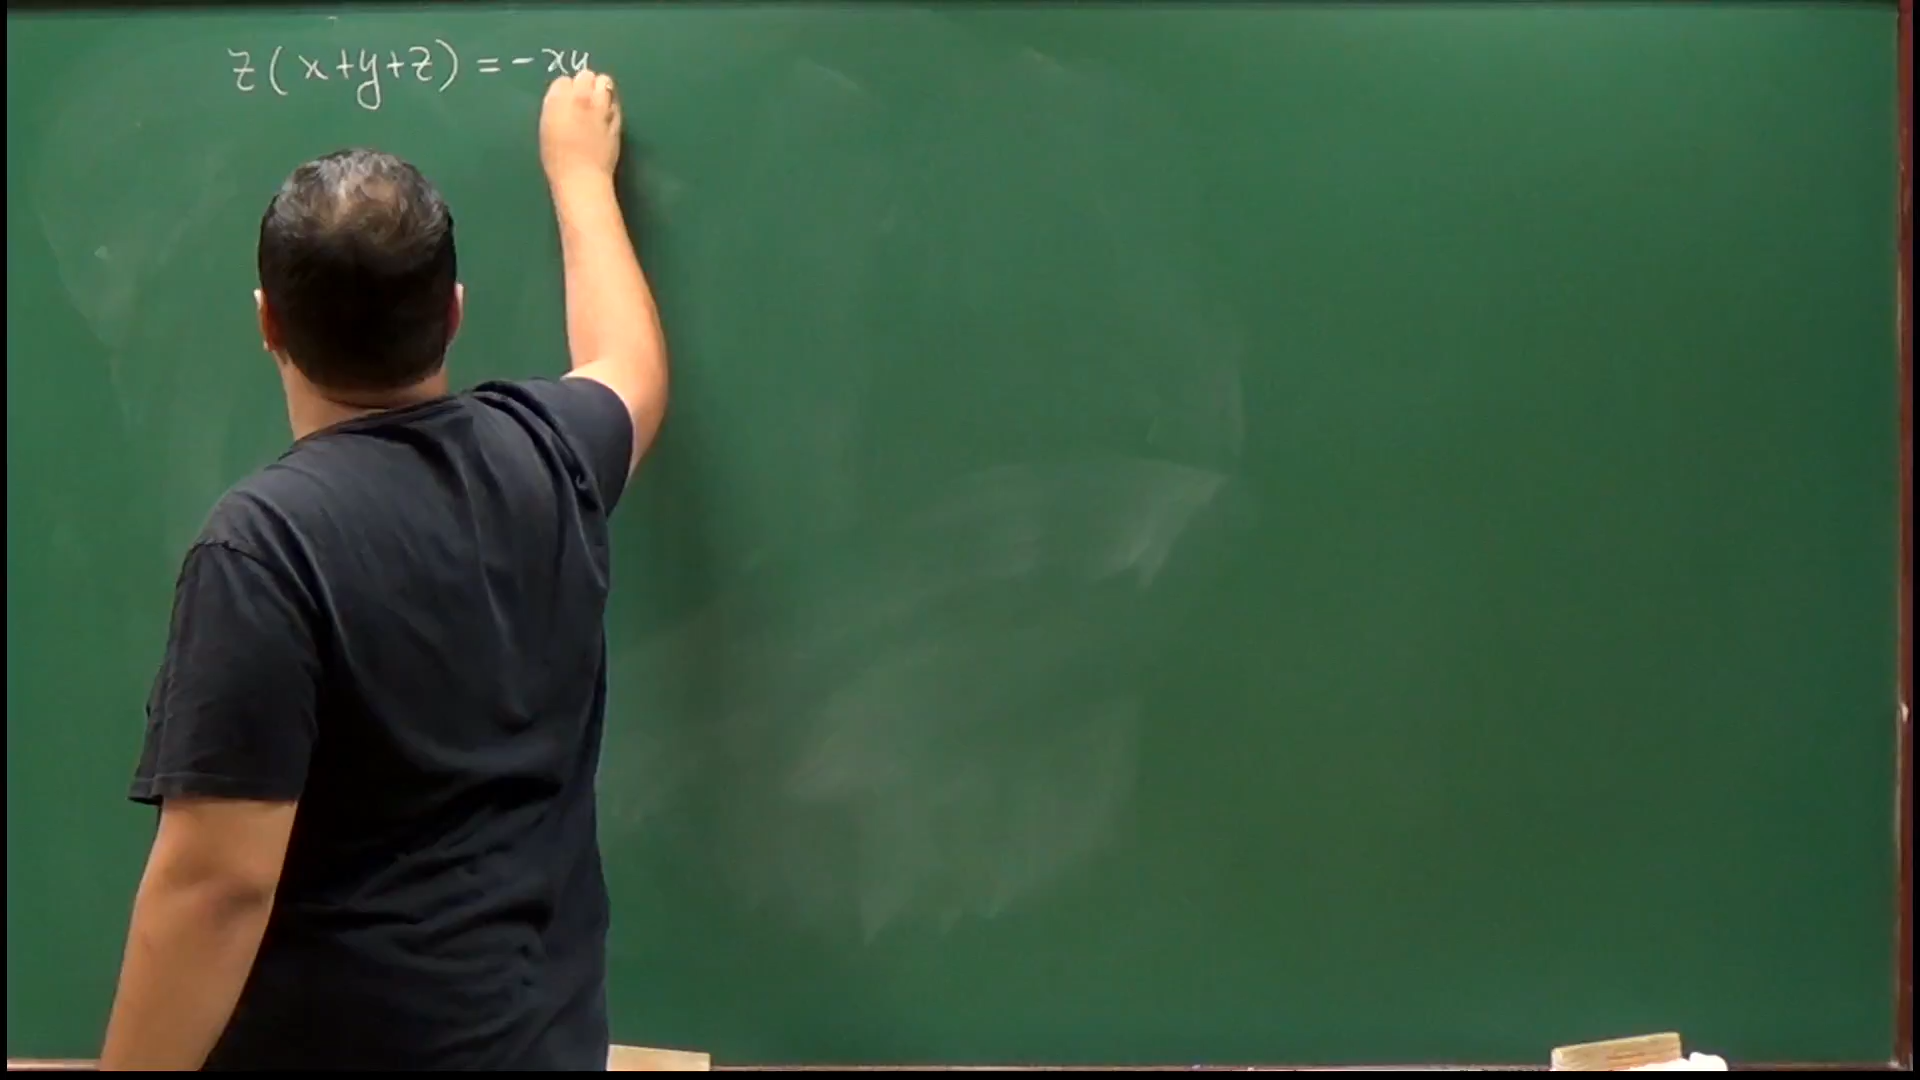 z(x+y+z) = -xy